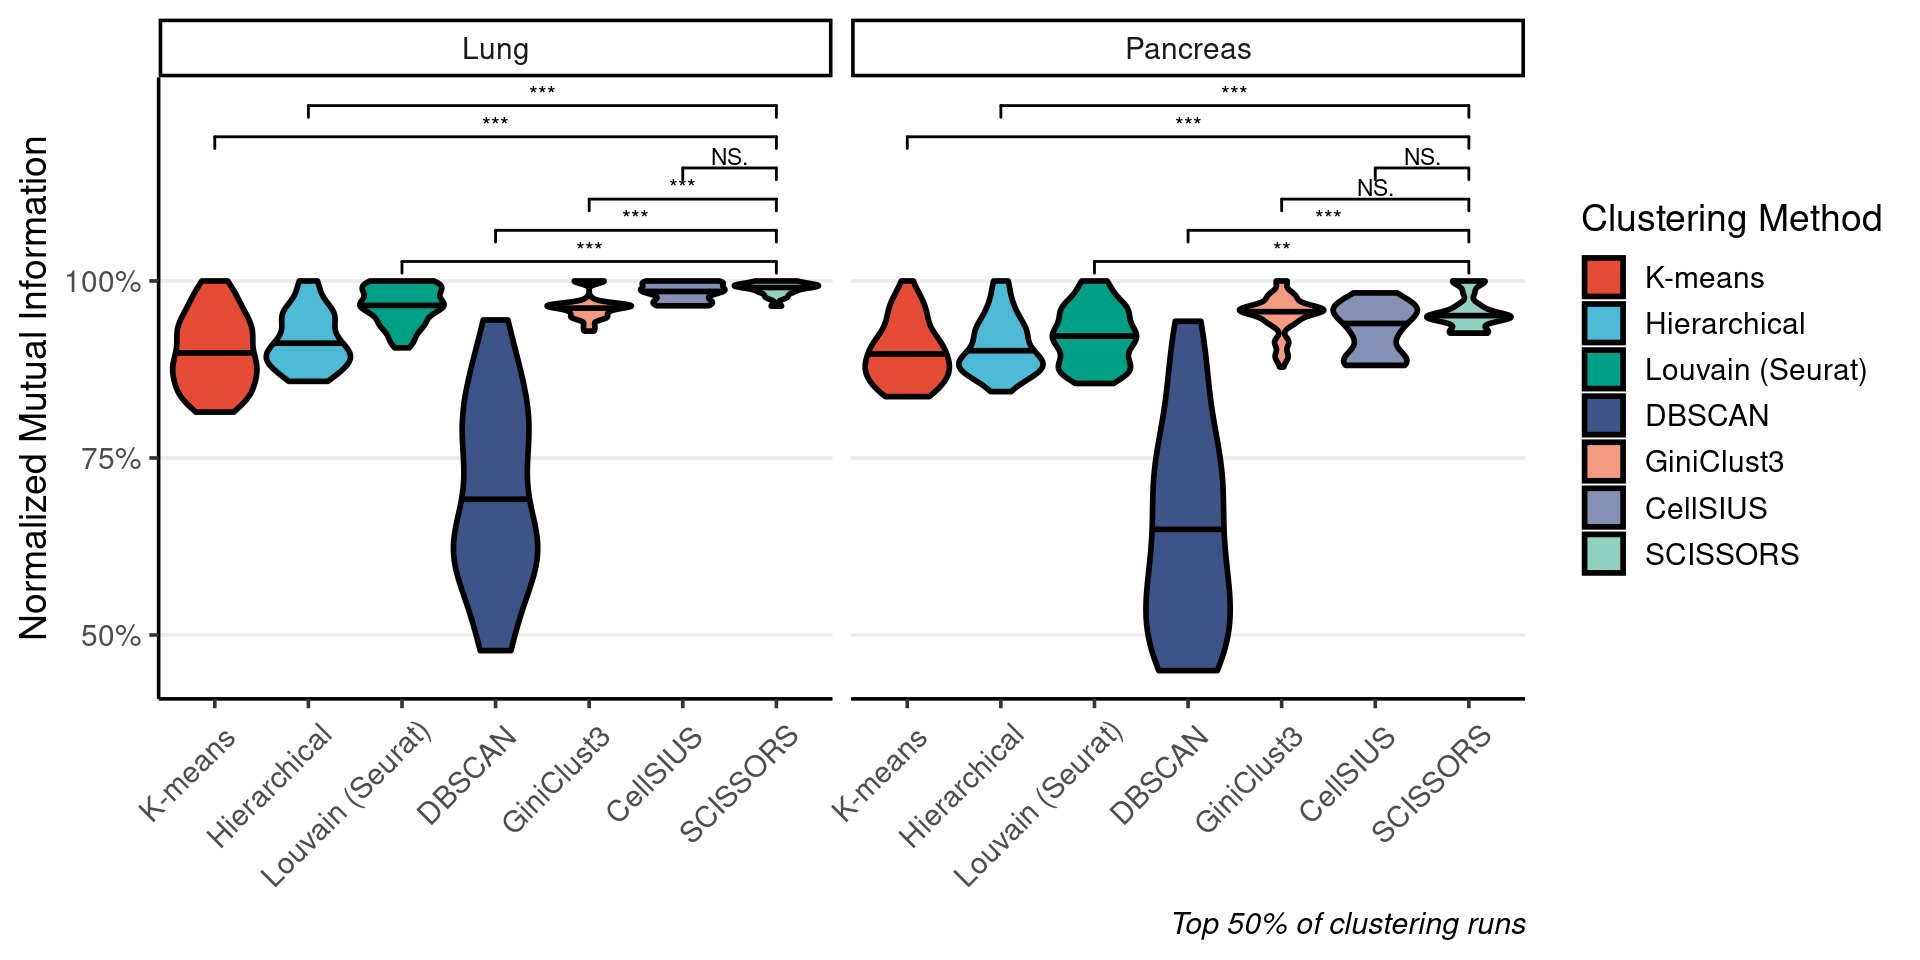 Lung
Pancreas
***
***
NS.
***
***
***
***
***
NS.
NS.
***
**
Normalized Mutual Information
100%
75%
50%
K-means
Hierarchical
Louvain (Seurat)
DBSCAN
GiniClust3
CellSIUS
SCISSORS
K-means
Hierarchical
Louvain (Seurat)
DBSCAN
GiniClust3
CellSIUS
SCISSORS
Clustering Method
K-means
Hierarchical
Louvain (Seurat)
DBSCAN
GiniClust3
CellSIUS
SCISSORS
Top 50% of clustering runs